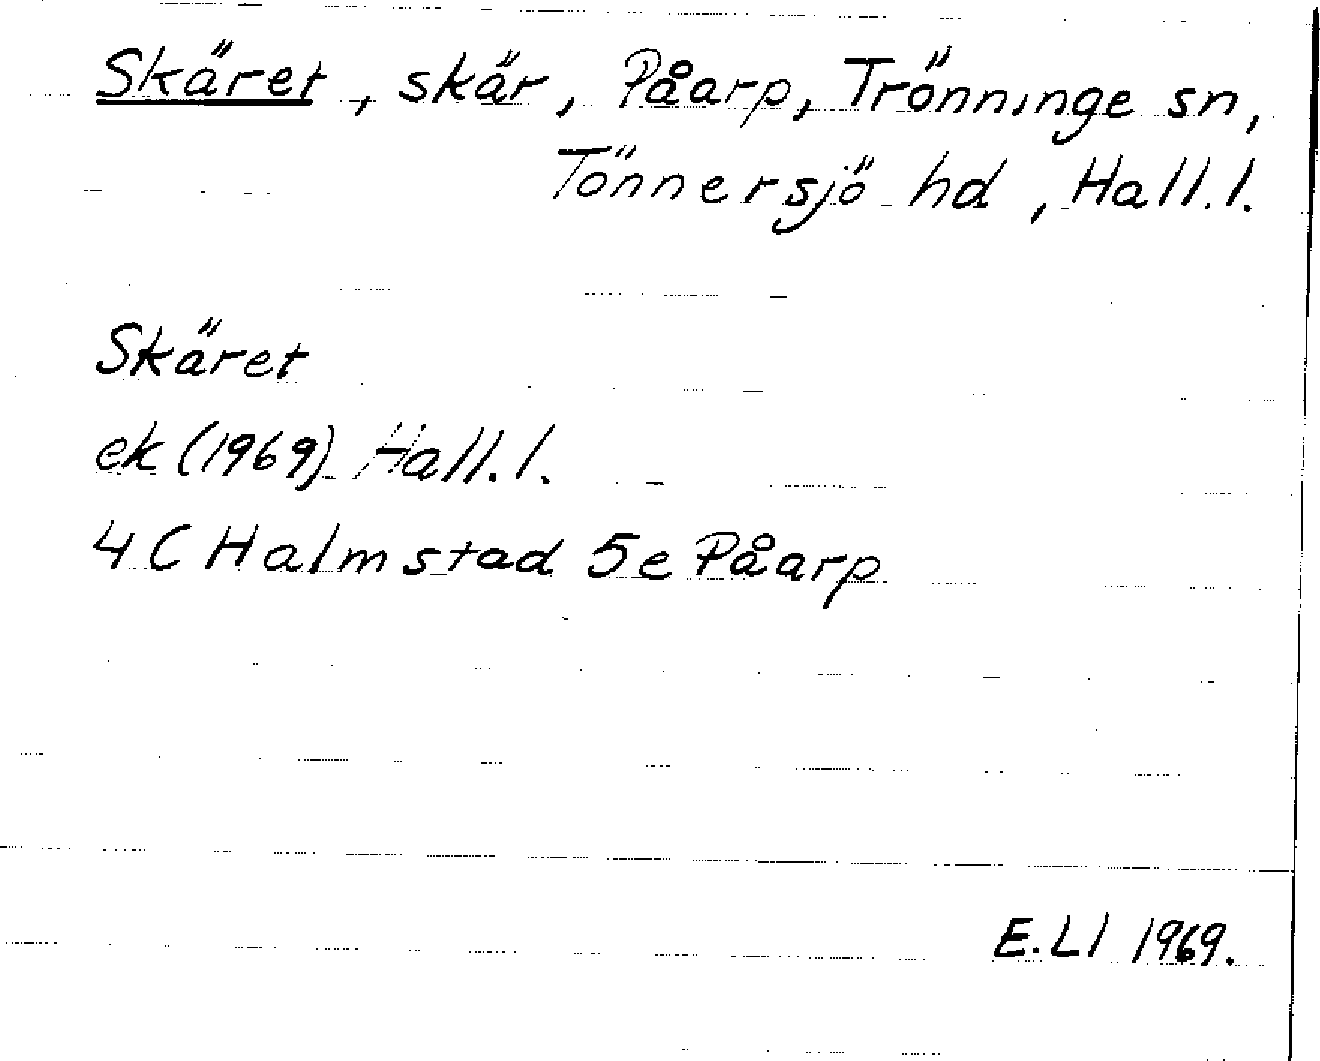 Skäret, skär, Påarp, Trönninge sn,
Tönnersjö hd, Hall.l.
Skäret
ek (1969) Hall.l.
4C Halmstad 5e Påarp
E.Ll 1969.